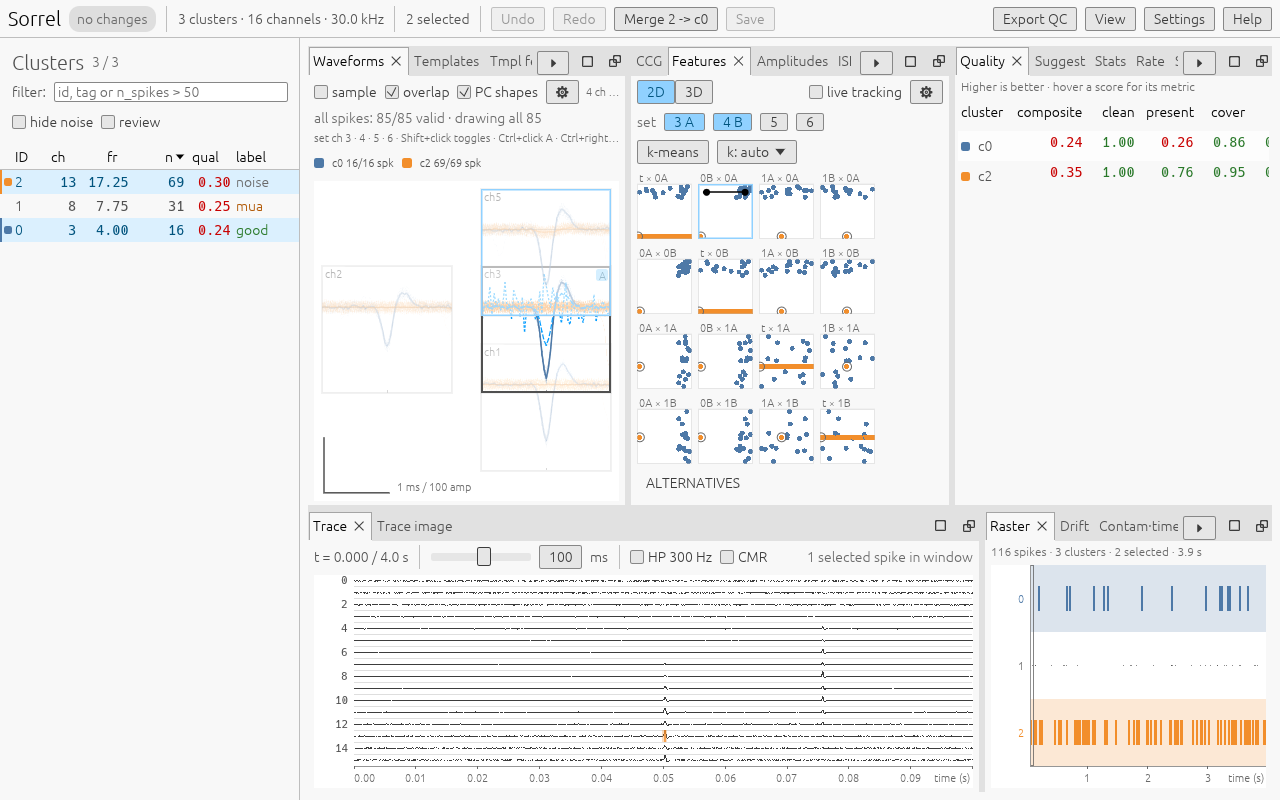 Sorrel no changes 3 clusters · 16 channels · 30.0 kHz 2 selected Undo Redo Merge 2 -> c0 Save Export QC View Settings Help
Clusters 3 / 3
filter: id, tag or n_spikes > 50
hide noise review
ID ch fr n qual label
2 13 17.25 69 0.30 noise
1 8 7.75 31 0.25 mua
0 3 4.00 16 0.24 good
Waveforms Templates Tmpl f
sample overlap PC shapes 4 ch ...
all spikes: 85/85 valid · drawing all 85
set ch 3 · 4 · 5 · 6 · Shift+click toggles · Ctrl+click A · Ctrl+right...
c0 16/16 spk c2 69/69 spk
ch5
ch2 ch3 A
ch1
1 ms / 100 amp
CCG Features Amplitudes ISI
2D 3D live tracking
set 3 A 4 B 5 6
k-means k: auto
t × 0A 0B × 0A 1A × 0A 1B × 0A
0A × 0B t × 0B 1A × 0B 1B × 0B
0A × 1A 0B × 1A t × 1A 1B × 1A
0A × 1B 0B × 1B 1A × 1B t × 1B
ALTERNATIVES
Quality Suggest Stats Rate
Higher is better · hover a score for its metric
cluster composite clean present cover
c0 0.24 1.00 0.26 0.86
c2 0.35 1.00 0.76 0.95
Trace Trace image
t = 0.000 / 4.0 s 100 ms HP 300 Hz CMR 1 selected spike in window
0
2
4
6
8
10
12
14
0.00 0.01 0.02 0.03 0.04 0.05 0.06 0.07 0.08 0.09 time (s)
Raster Drift Contam·time
116 spikes · 3 clusters · 2 selected · 3.9 s
0
1
2
1 2 3 time (s)